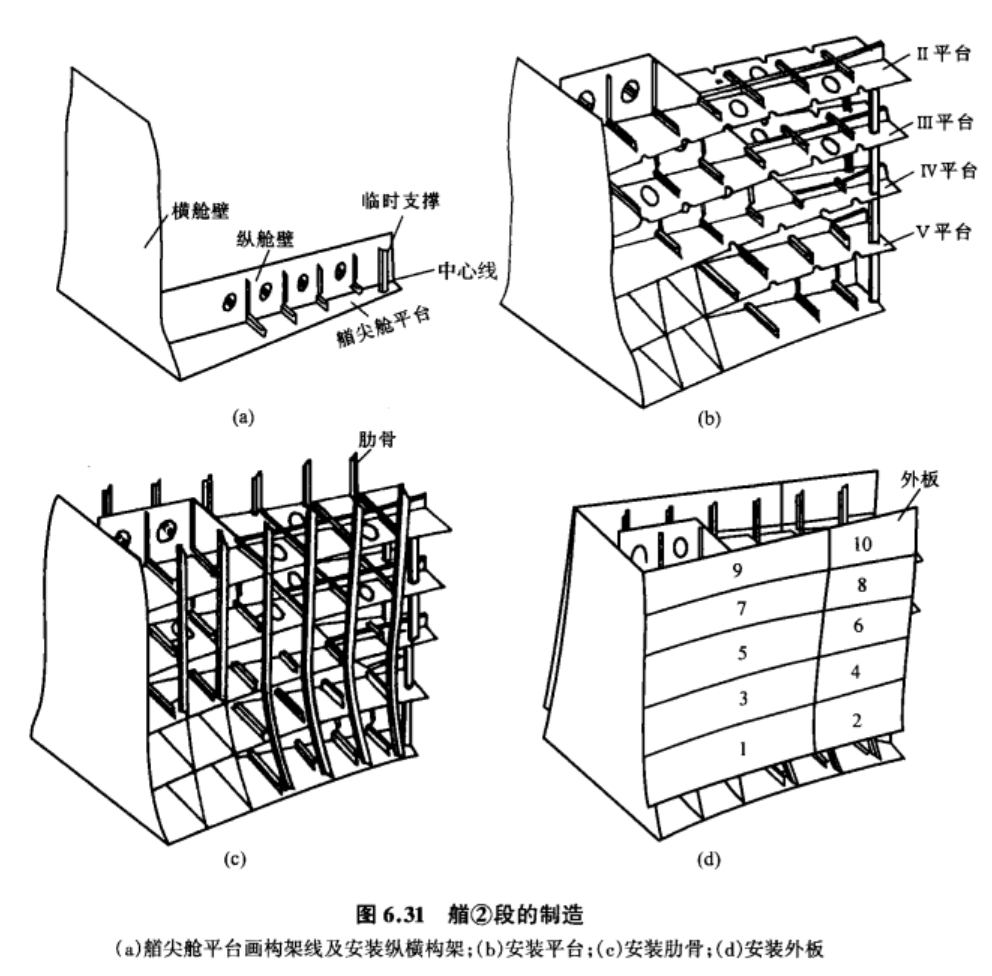 横舱壁
纵舱壁
临时支撑
中心线
艏尖舱平台
(a)
II 平台
III 平台
IV 平台
V 平台
(b)
肋骨
(c)
外板
9
10
7
8
5
6
3
4
1
2
(d)
图 6.31 艏②段的制造
(a)艏尖舱平台画构架线及安装纵横构架;(b)安装平台;(c)安装肋骨;(d)安装外板